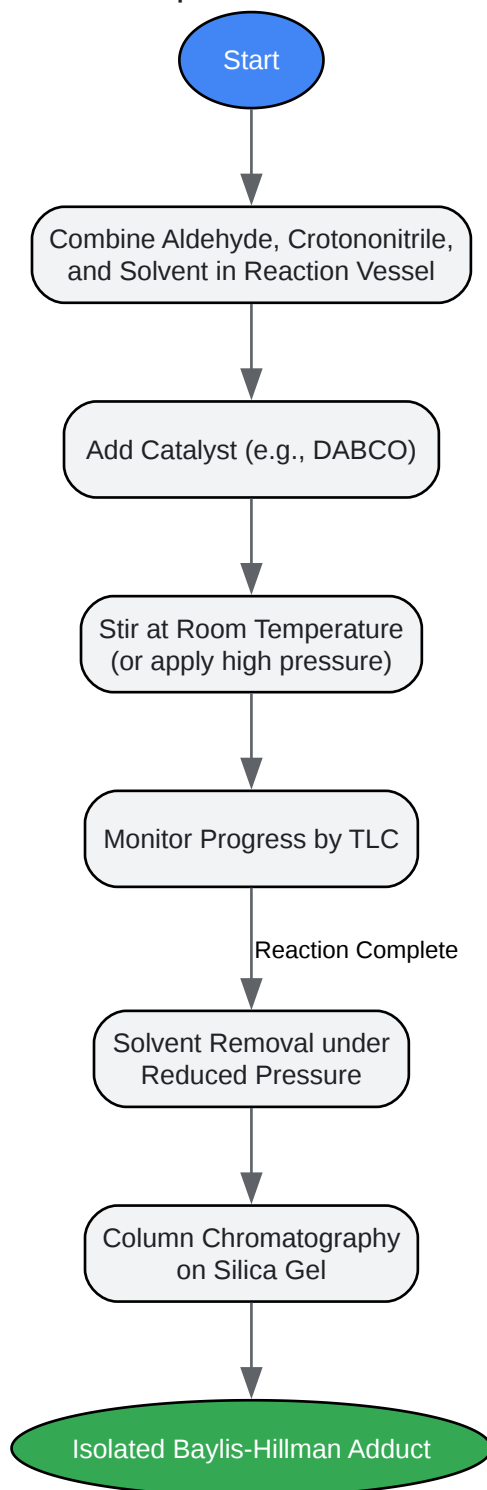 Start
Combine Aldehyde, Crotononitrile,
and Solvent in Reaction Vessel
Add Catalyst (e.g., DABCO)
Stir at Room Temperature
(or apply high pressure)
Monitor Progress by TLC
Reaction Complete
Solvent Removal under
Reduced Pressure
Column Chromatography
on Silica Gel
Isolated Baylis-Hillman Adduct